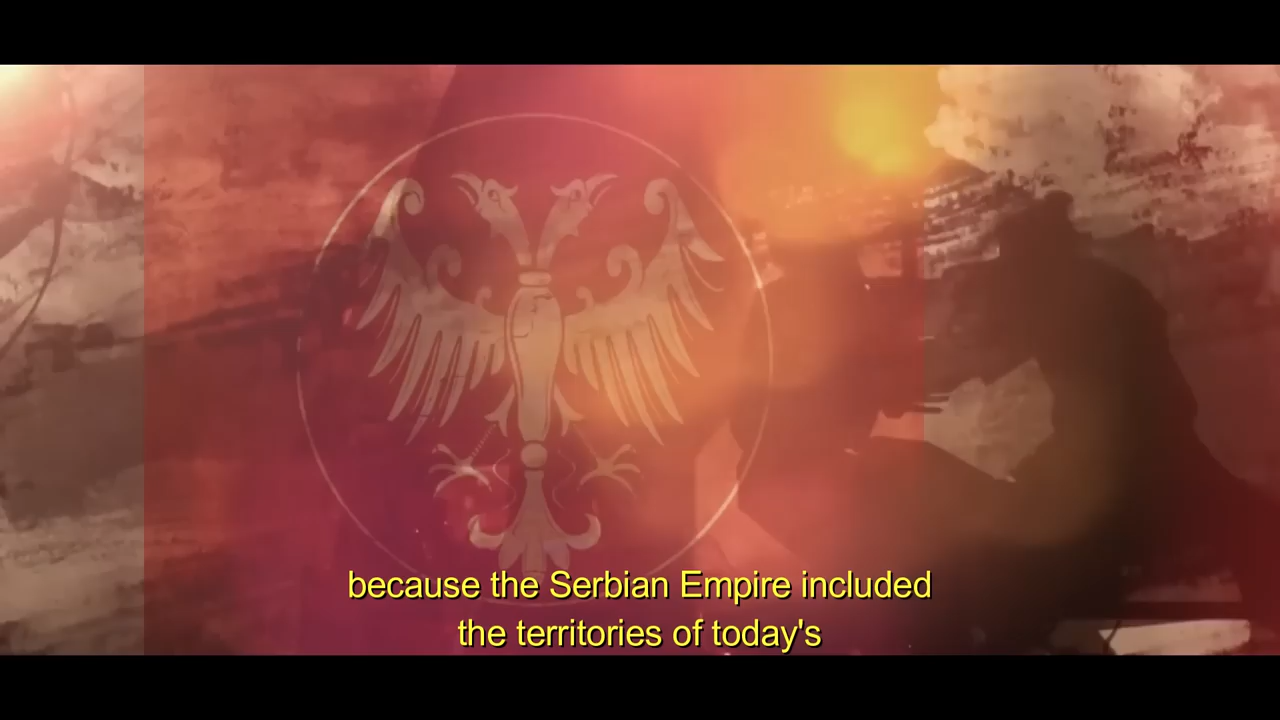 because the Serbian Empire included
the territories of today's